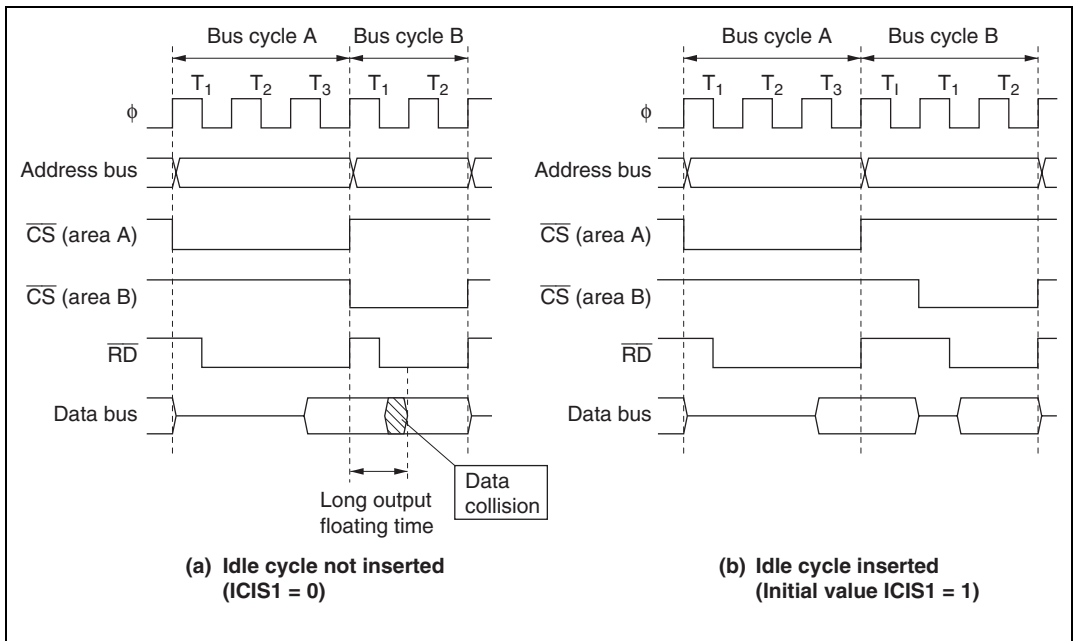 Bus cycle A Bus cycle B
T1 T2 T3 T1 T2
φ
Address bus
CS (area A)
CS (area B)
RD
Data bus
Long output
floating time
Data
collision
(a) Idle cycle not inserted
(ICIS1 = 0)
Bus cycle A Bus cycle B
T1 T2 T3 TI T1 T2
φ
Address bus
CS (area A)
CS (area B)
RD
Data bus
(b) Idle cycle inserted
(Initial value ICIS1 = 1)